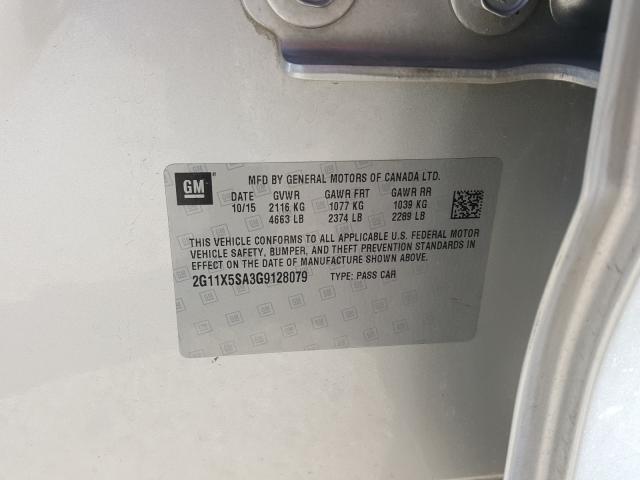 GM
MFD BY GENERAL MOTORS OF CANADA LTD.
DATE GVWR GAWR FRT GAWR RR
10/15 2116 KG 1077 KG 1039 KG
4663 LB 2374 LB 2289 LB
THIS VEHICLE CONFORMS TO ALL APPLICABLE U.S. FEDERAL MOTOR
VEHICLE SAFETY, BUMPER, AND THEFT PREVENTION STANDARDS IN
EFFECT ON THE DATE OF MANUFACTURE SHOWN ABOVE.
2G11X5SA3G9128079 TYPE: PASS CAR